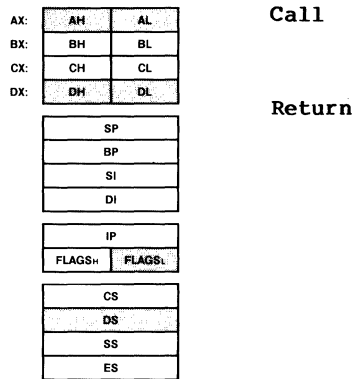 Call
AX: AH AL
BX: BH BL
CX: CH CL
DX: DH DL
Return
SP
BP
SI
DI
IP
FLAGSH FLAGSL
CS
DS
SS
ES